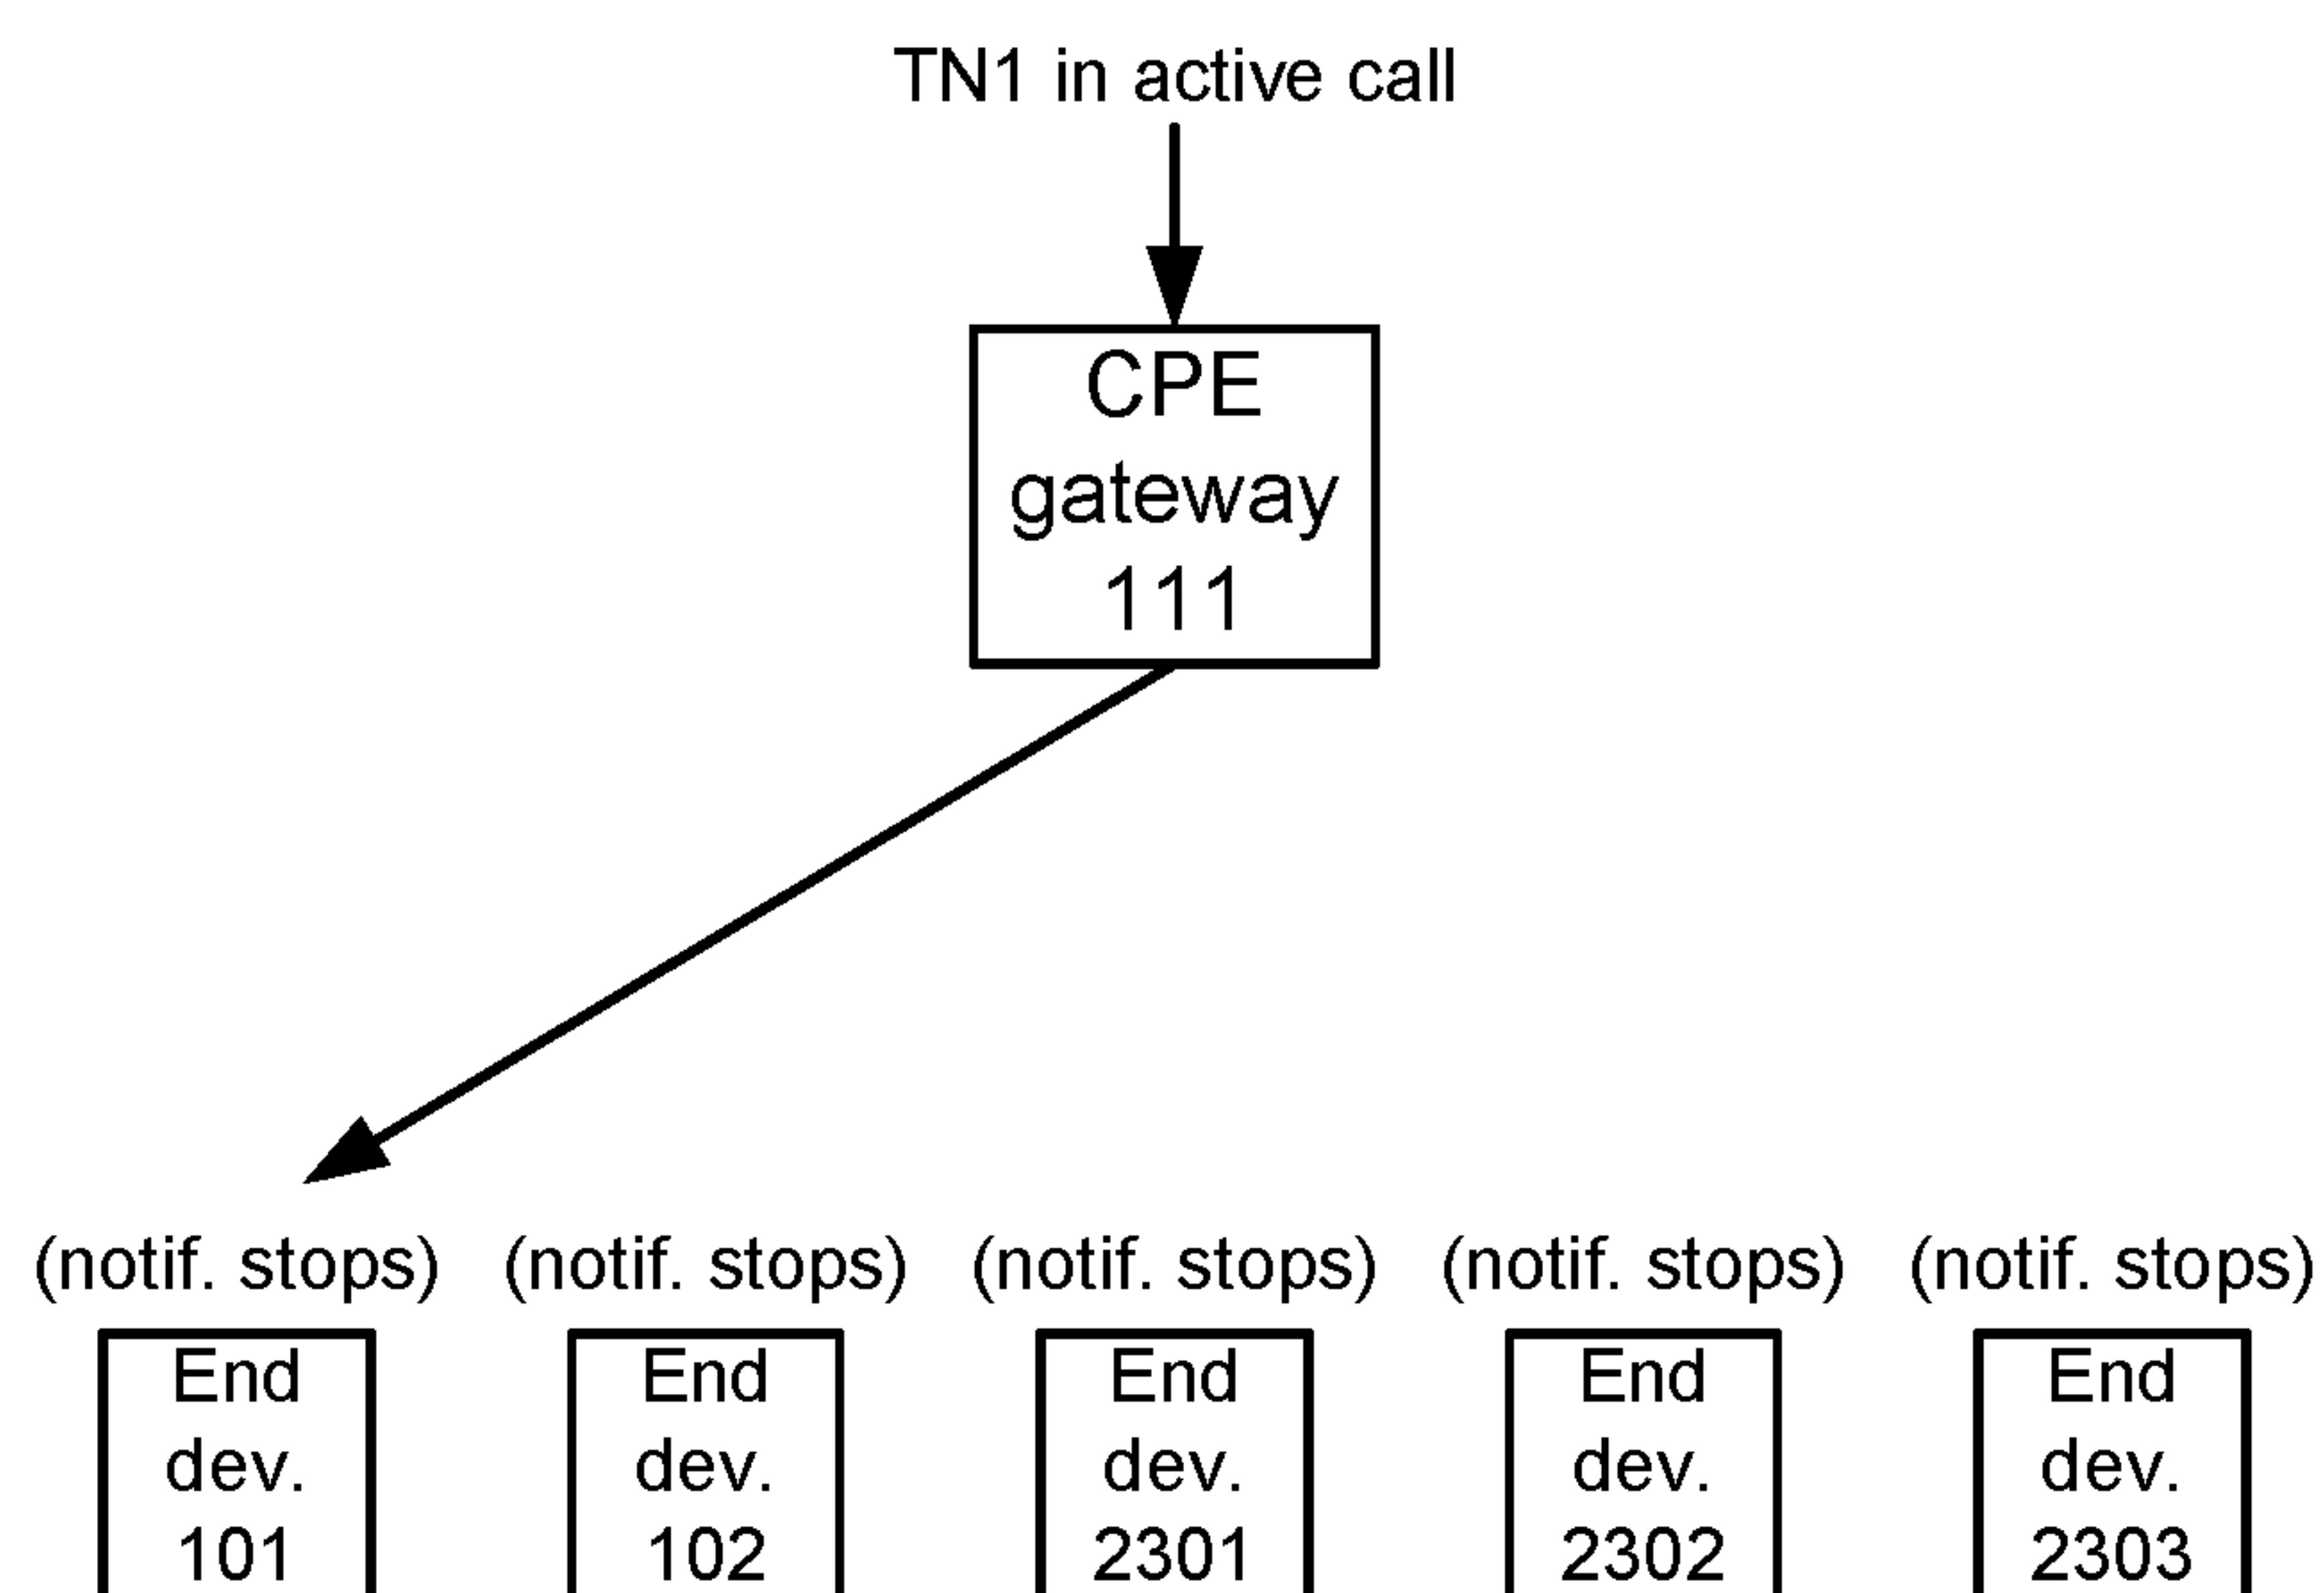 TN1 in active call
CPE
gateway
111
(notif. stops) (notif. stops) (notif. stops) (notif. stops) (notif. stops)
End
dev.
101
End
dev.
102
End
dev.
2301
End
dev.
2302
End
dev.
2303